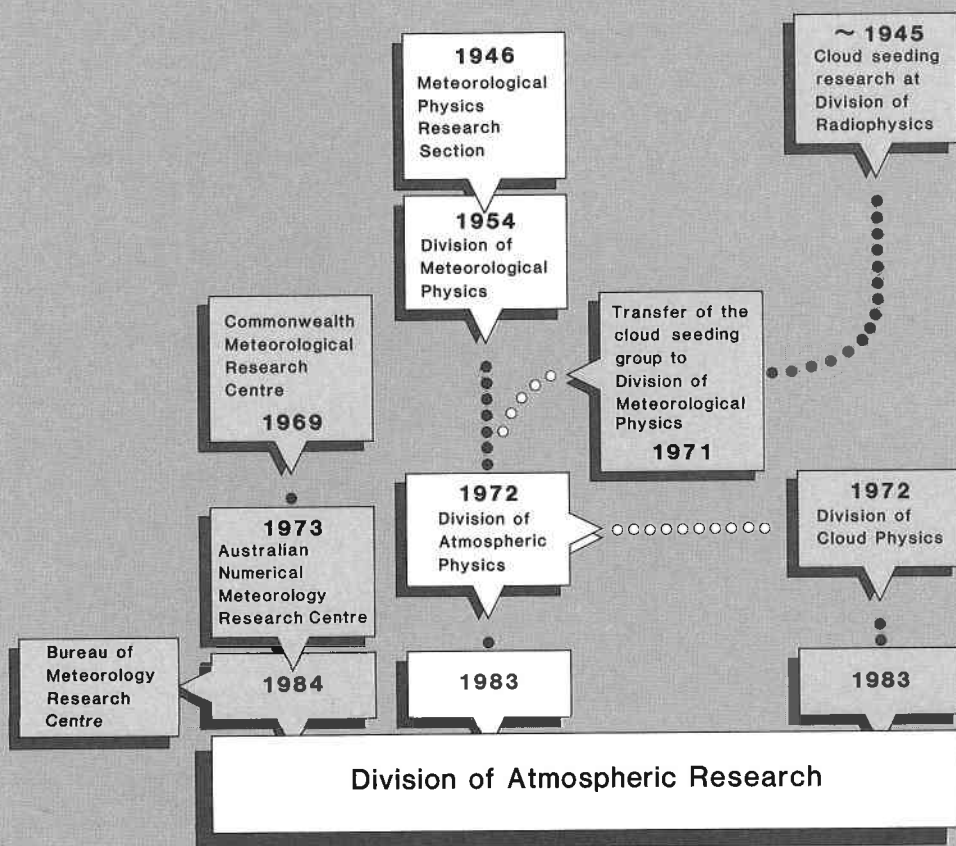 1946
Meteorological
Physics
Research
Section
~ 1945
Cloud seeding
research at
Division of
Radiophysics
1954
Division of
Meteorological
Physics
Commonwealth
Meteorological
Research
Centre
1969
Transfer of the
cloud seeding
group to
Division of
Meteorological
Physics
1971
1973
Australian
Numerical
Meteorology
Research Centre
1972
Division of
Atmospheric
Physics
1972
Division of
Cloud Physics
Bureau of
Meteorology
Research
Centre
1984
1983
1983
Division of Atmospheric Research